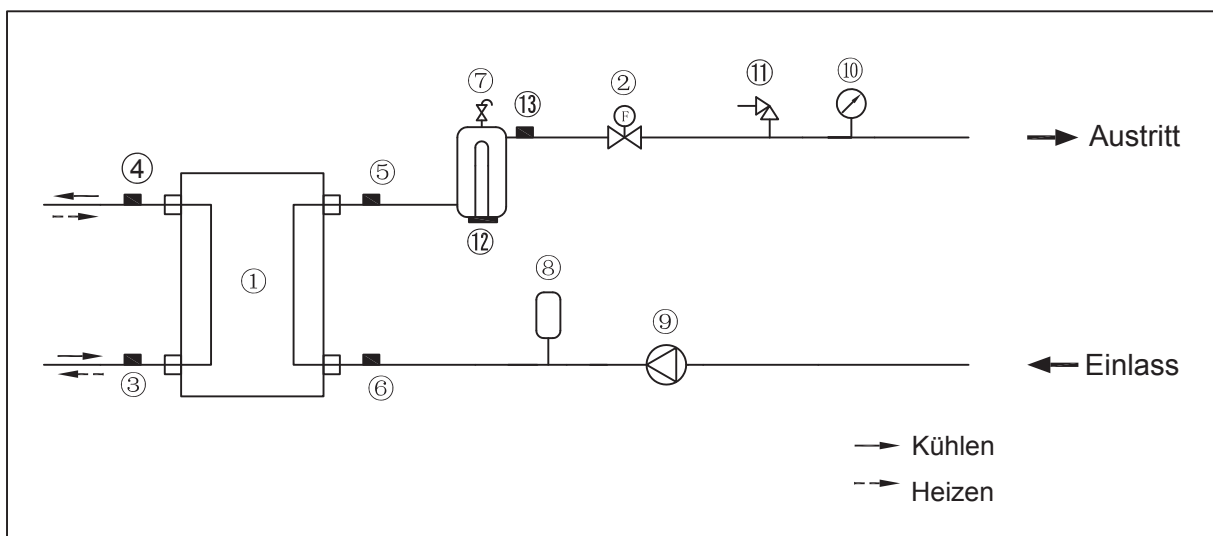 ⑦
⑬
②
F
⑪
⑩
Austritt
④
⑤
⑫
①
⑧
⑨
③
⑥
Einlass
Kühlen
Heizen